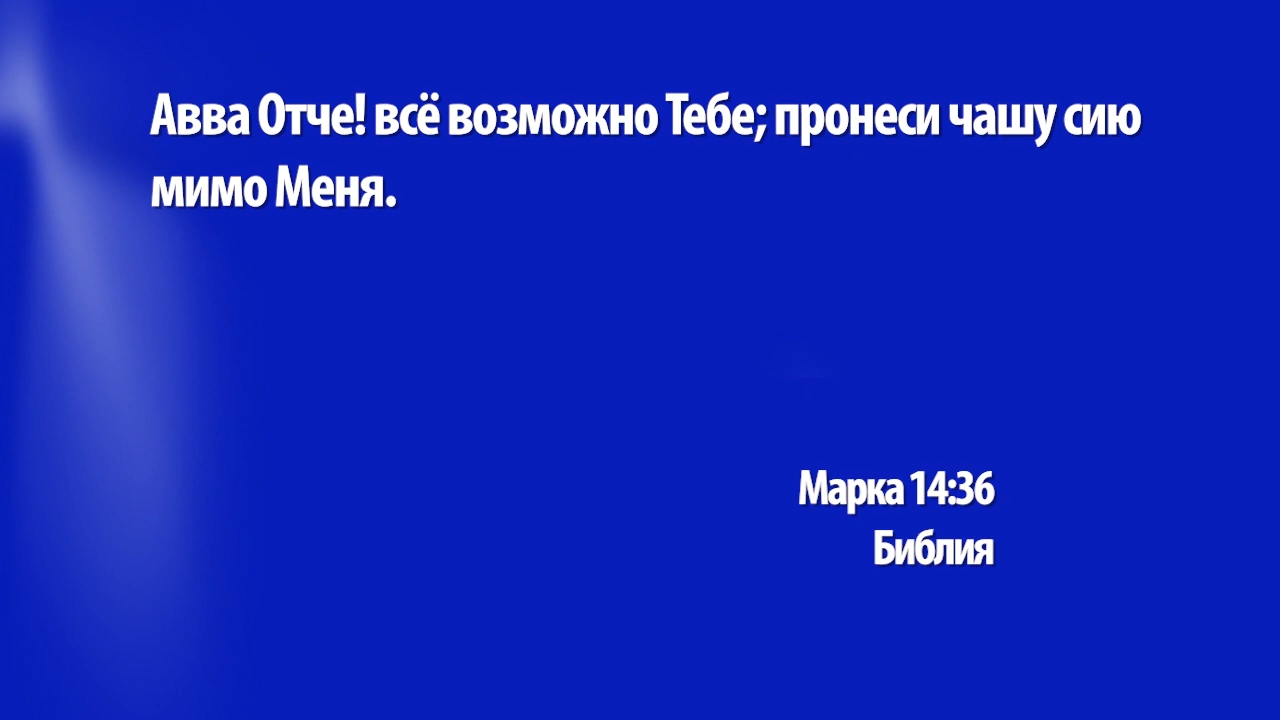 Авва Отче! всё возможно Тебе; пронеси чашу сию
мимо Меня.
Марка 14:36
Библия